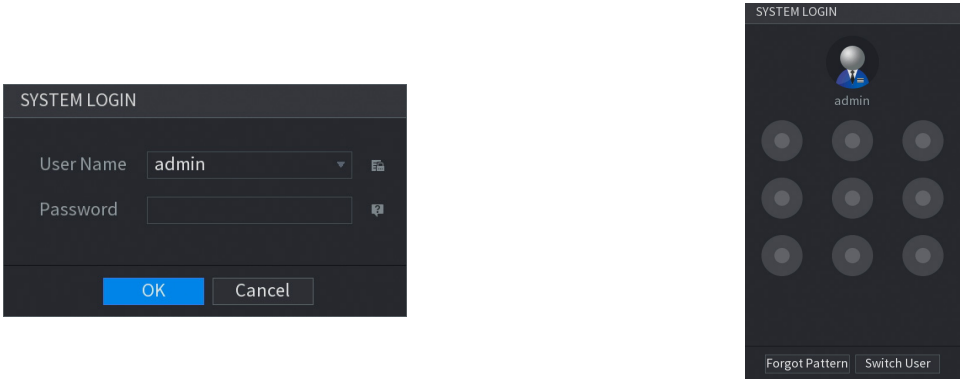 SYSTEM LOGIN
User Name admin
Password
OK Cancel
SYSTEM LOGIN
admin
Forgot Pattern Switch User